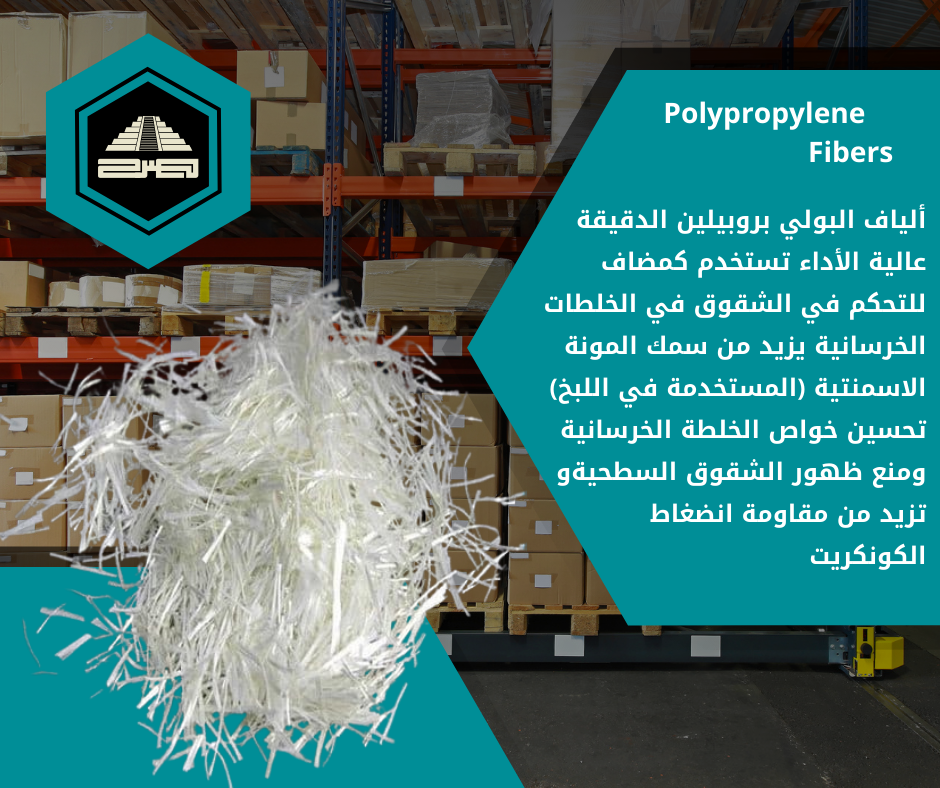 صرح
Polypropylene
Fibers
ألياف البولي بروبيلين الدقيقة
عالية الأداء تستخدم كمضاف
للتحكم في الشقوق في الخلطات
الخرسانية يزيد من سمك المونة
الاسمنتية (المستخدمة في اللبخ)
تحسين خواص الخلطة الخرسانية
ومنع ظهور الشقوق السطحيةو
تزيد من مقاومة انضغاط
الكونكريت